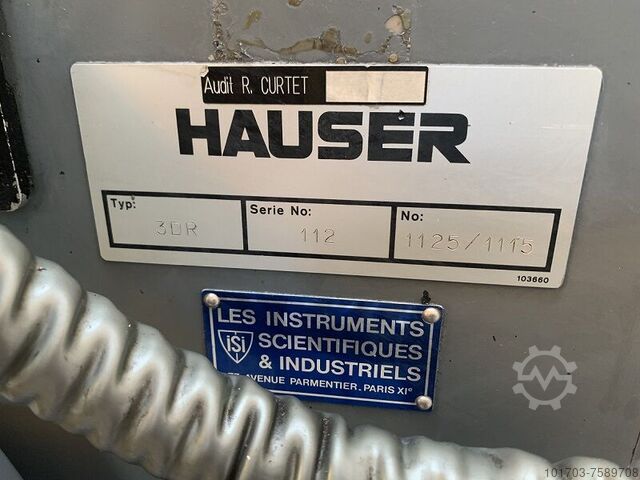 Audit R. CURTET
HAUSER
Typ: Serie No: No:
3DR 112 1125/1115
103660
LES INSTRUMENTS
iSi SCIENTIFIQUES
& INDUSTRIELS
AVENUE PARMENTIER. PARIS XIe
101703-7589708